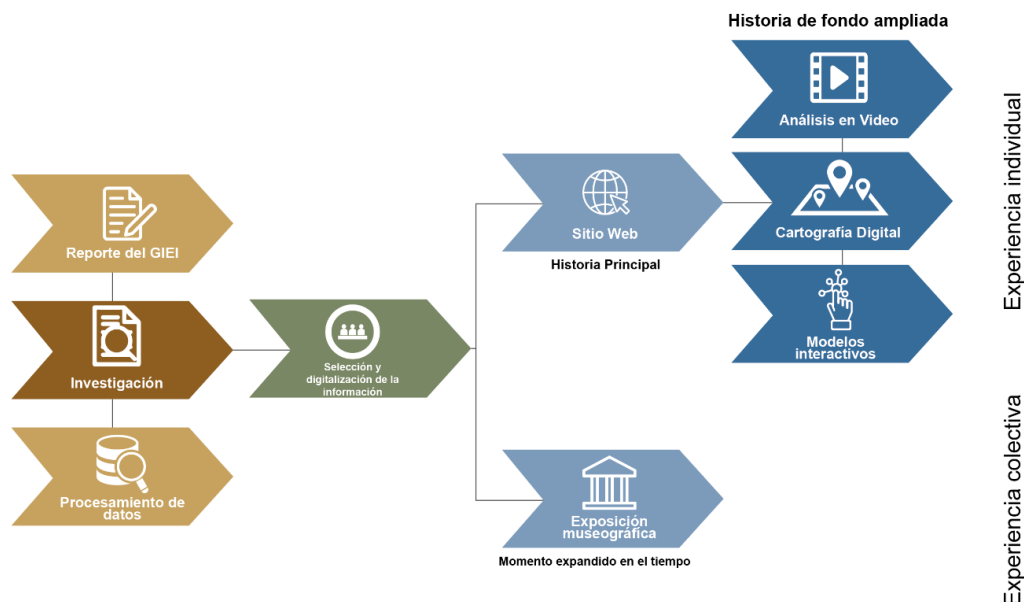 Historia de fondo ampliada
Análisis en Video
Experiencia individual
Reporte del GIEI
Sitio Web
Historia Principal
Cartografía Digital
Investigación
Selección y
digitalización de la
información
Modelos
interactivos
Procesamiento de
datos
Exposición
museográfica
Momento expandido en el tiempo
Experiencia colectiva